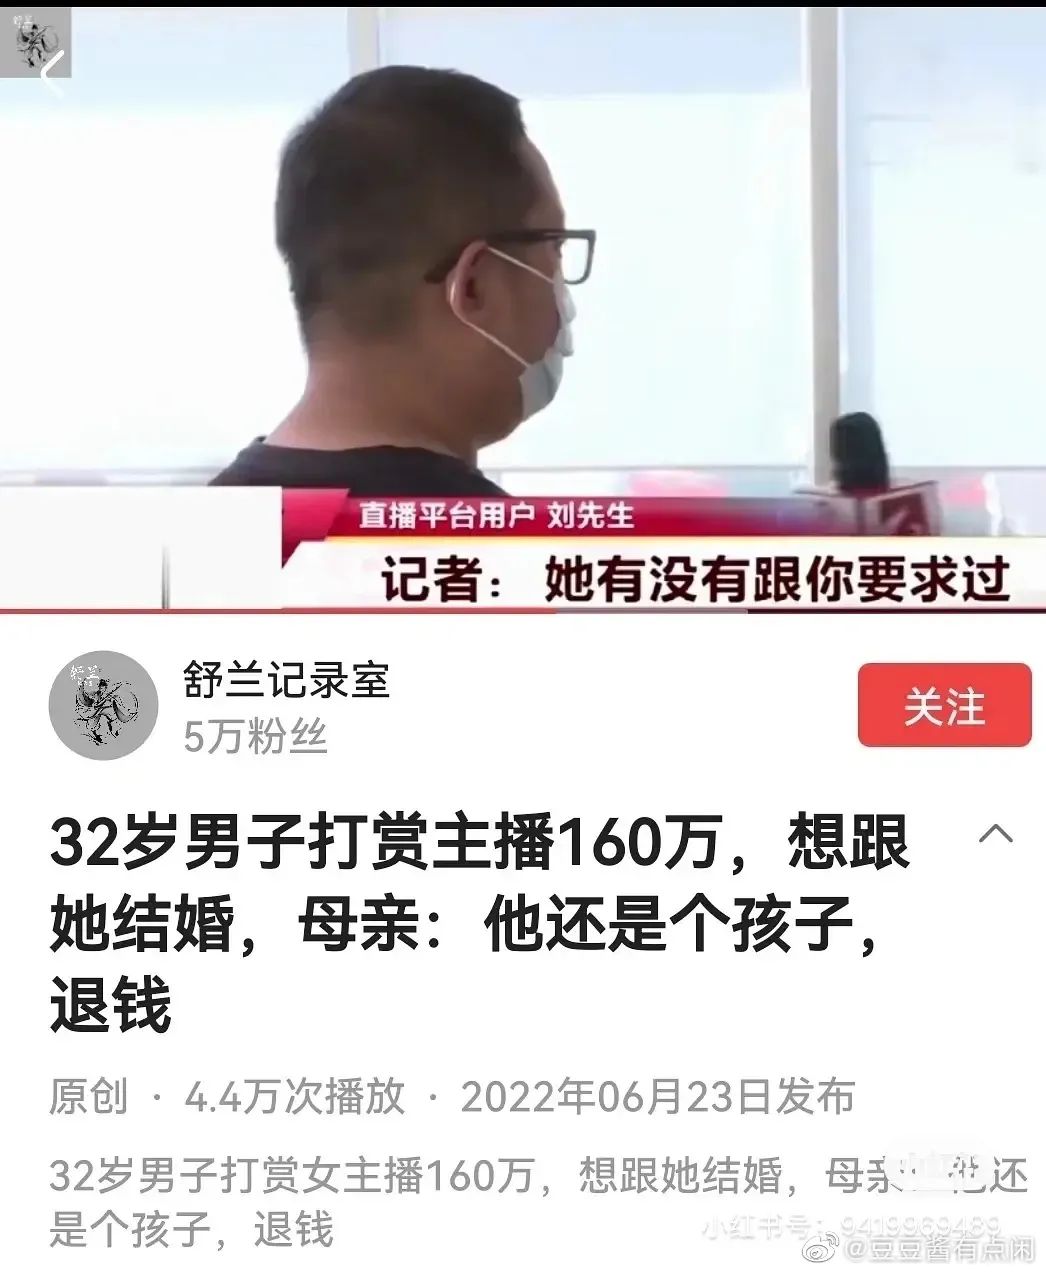 直播平台用户 刘先生
记者：她有没有跟你要求过
舒兰记录室
5万粉丝
关注
32岁男子打赏主播160万，想跟
她结婚，母亲：他还是个孩子，
退钱
原创 · 4.4万次播放 · 2022年06月23日发布
32岁男子打赏女主播160万，想跟她结婚，母亲：他还
是个孩子，退钱
小红书号：9419969489
@豆豆酱有点闲